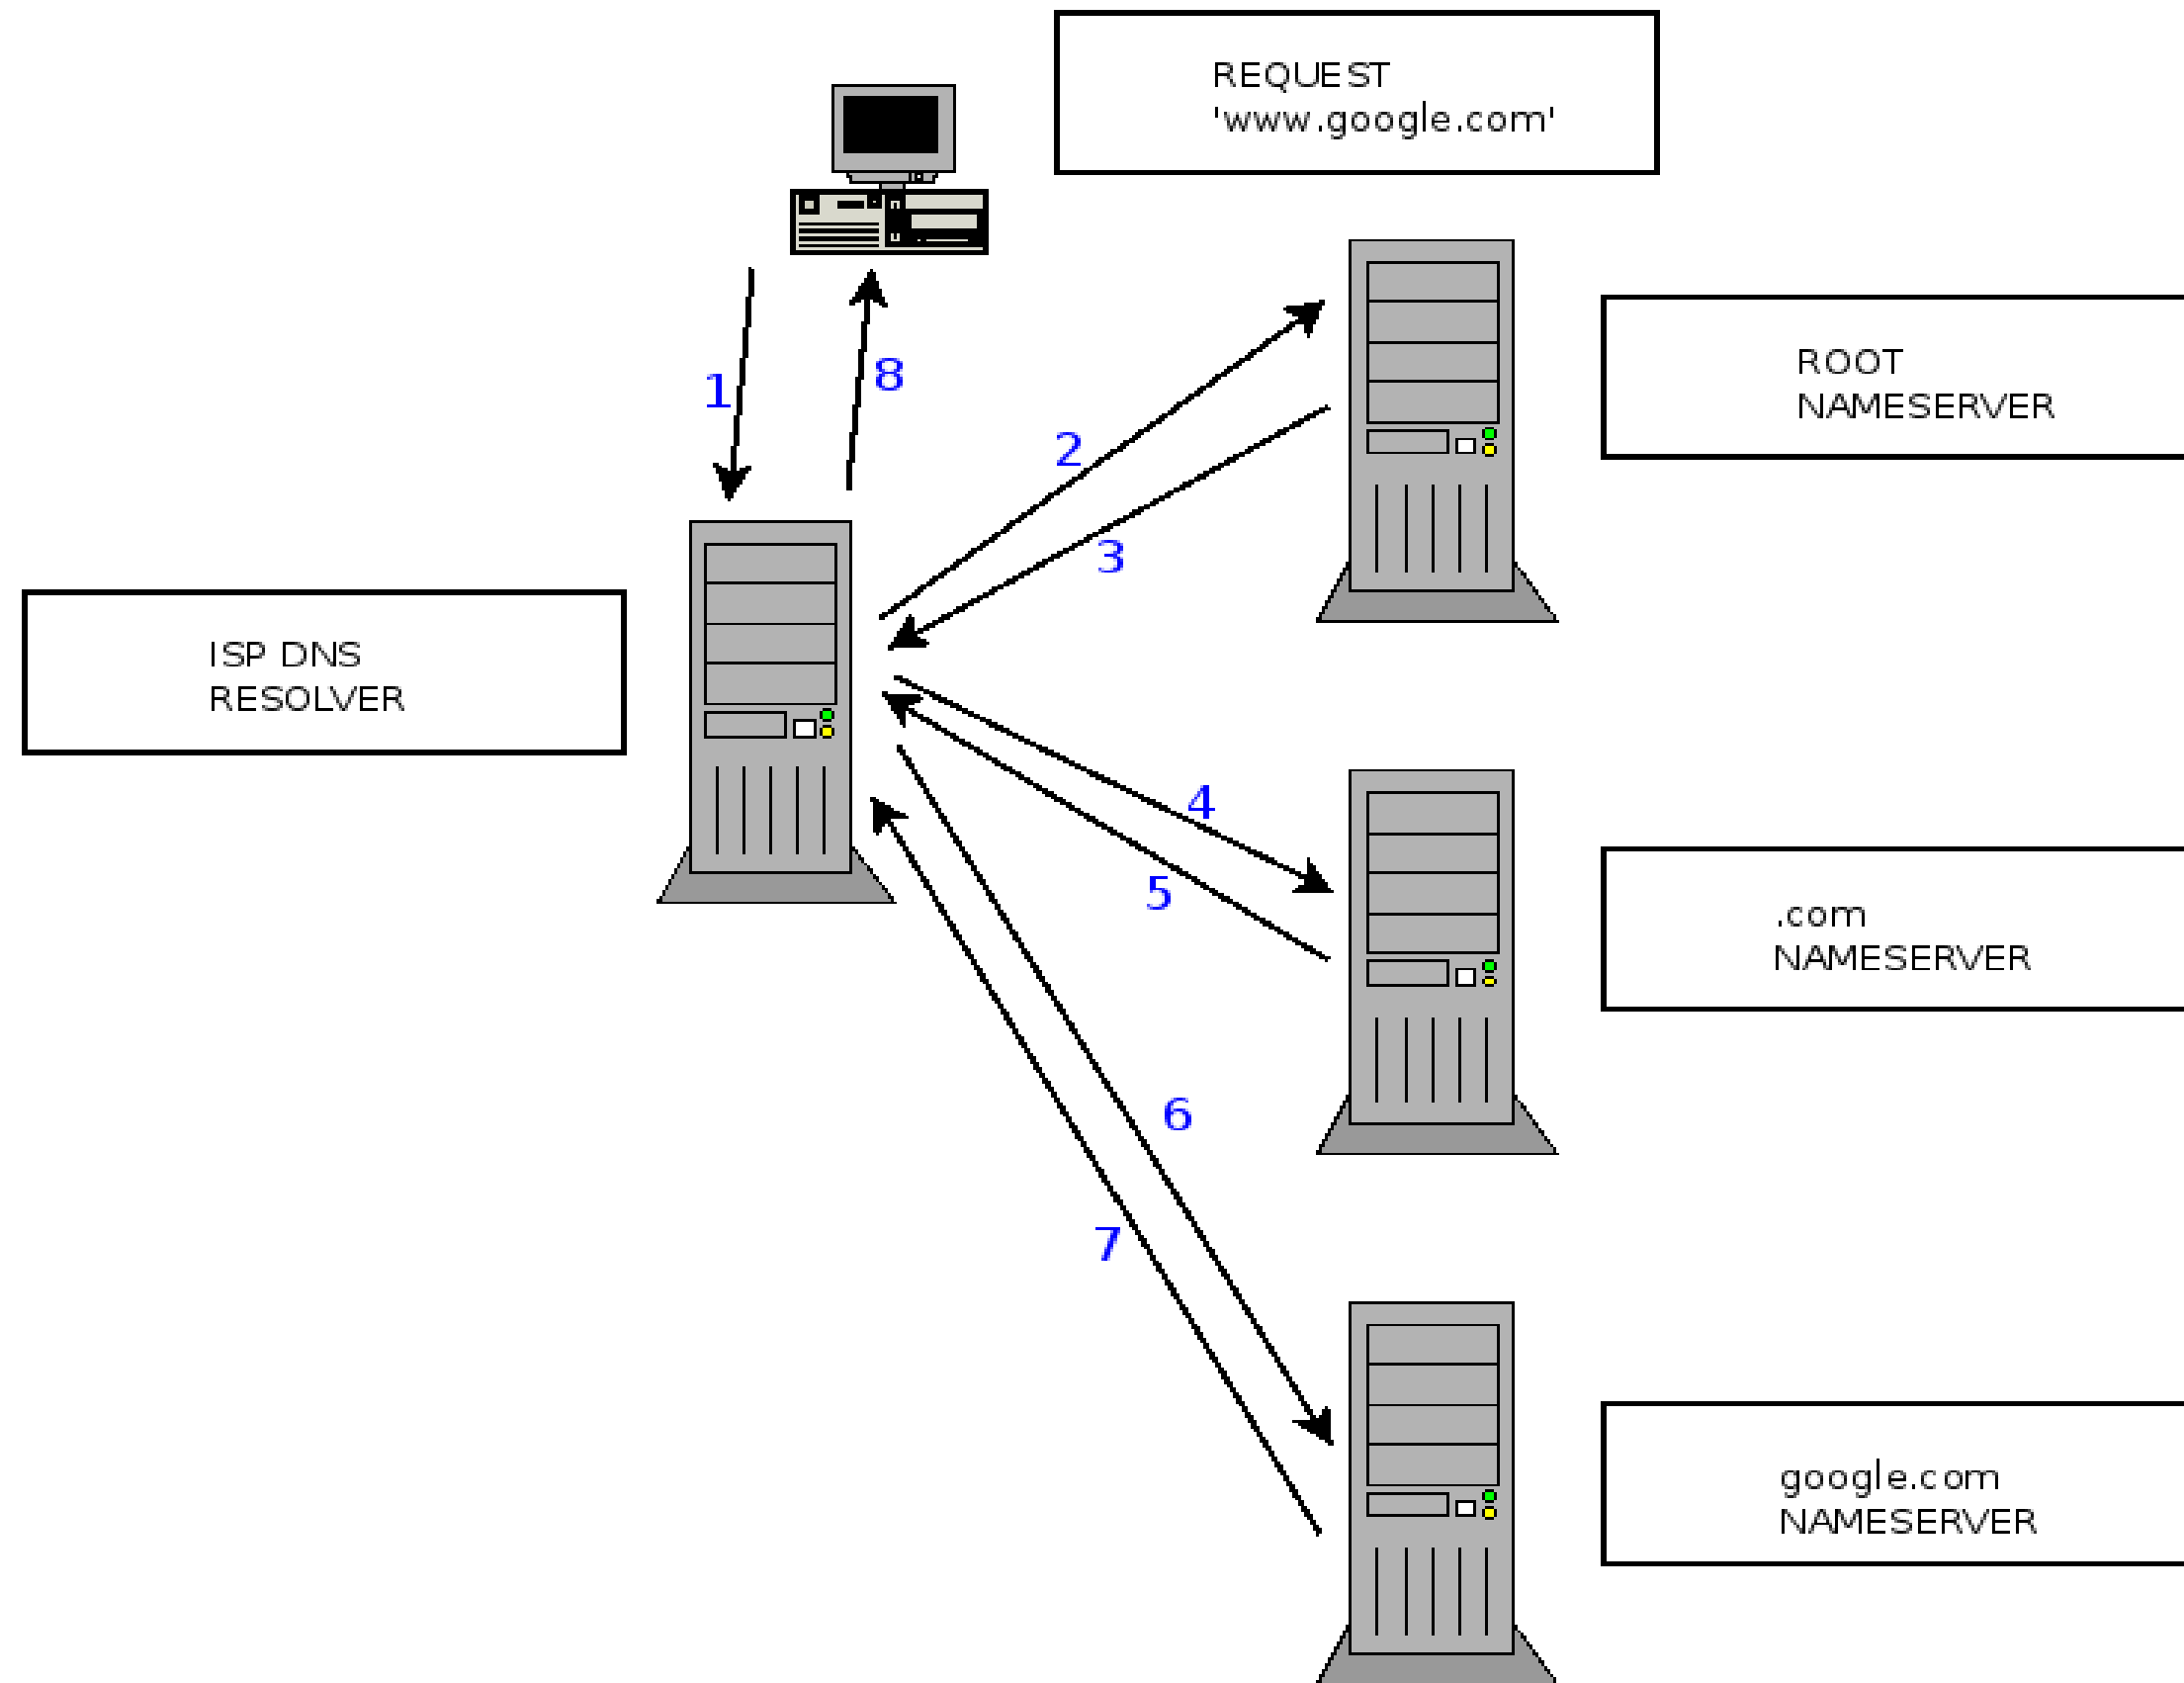 REQUEST
'www.google.com'
1
8
2
3
ROOT
NAMESERVER
ISP DNS
RESOLVER
4
5
.com
NAMESERVER
6
7
google.com
NAMESERVER